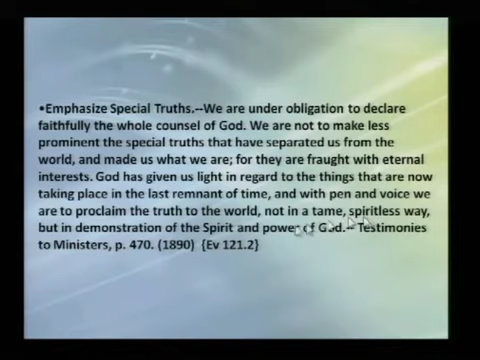 •Emphasize Special Truths.--We are under obligation to declare
faithfully the whole counsel of God. We are not to make less
prominent the special truths that have separated us from the
world, and made us what we are; for they are fraught with eternal
interests. God has given us light in regard to the things that are now
taking place in the last remnant of time, and with pen and voice we
are to proclaim the truth to the world, not in a tame, spiritless way,
but in demonstration of the Spirit and power of God.-- Testimonies
to Ministers, p. 470. (1890)  {Ev 121.2}